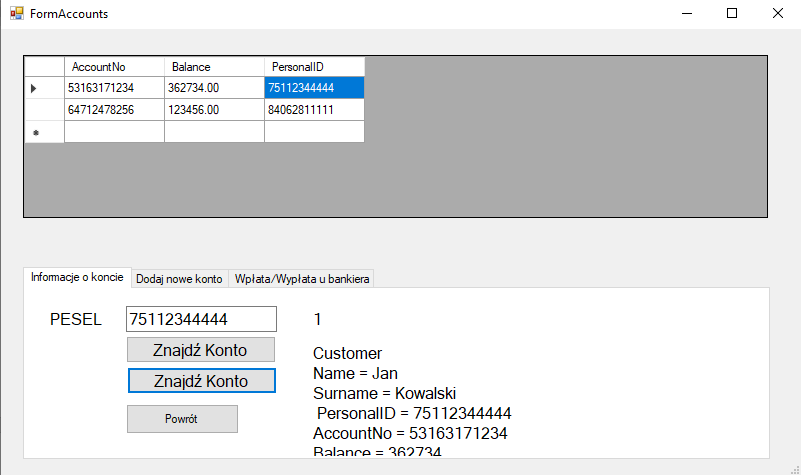 FormAccounts
AccountNo Balance PersonalID
53163171234 362734.00 75112344444
64712478256 123456.00 84062811111
Informacje o koncie Dodaj nowe konto Wpłata/Wypłata u bankiera
PESEL 75112344444 1
Znajdź Konto
Znajdź Konto
Powrót
Customer
Name = Jan
Surname = Kowalski
PersonalID = 75112344444
AccountNo = 53163171234
Balance = 362734